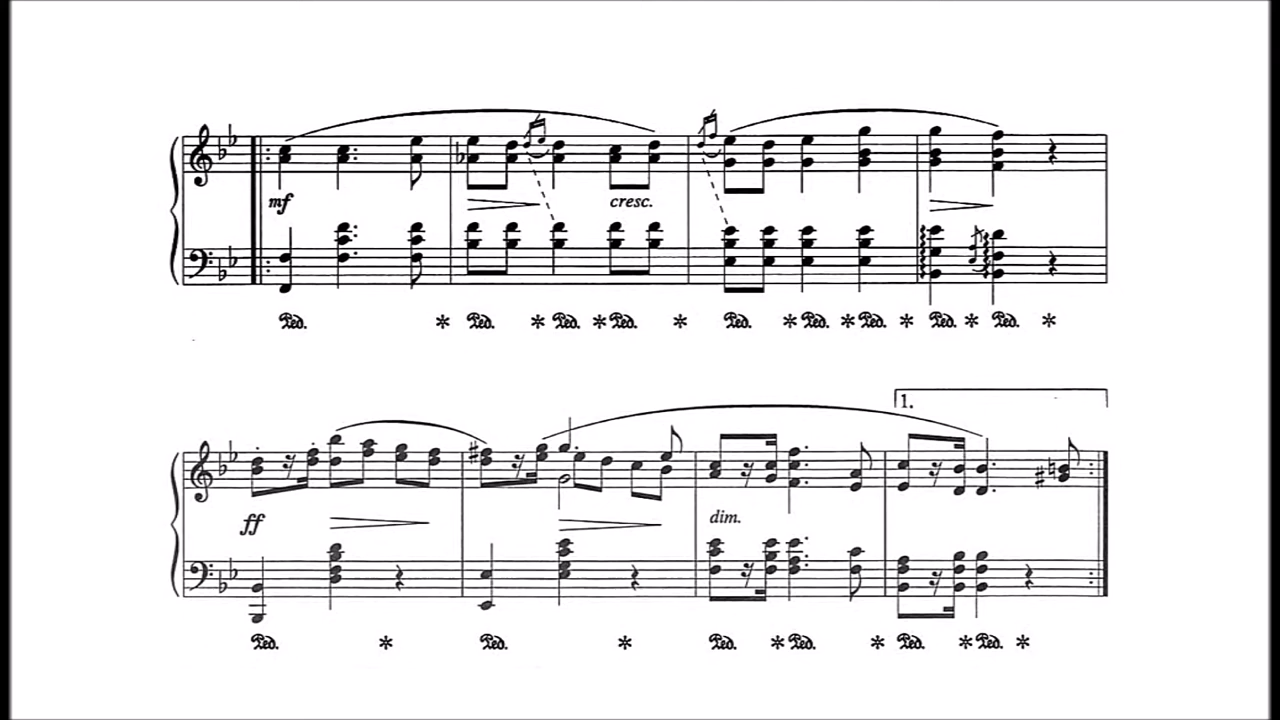 mf cresc.
Ped. * Ped. * Ped. * Ped. * Ped. * Ped. * Ped. * Ped. * Ped. *
1.
ff dim.
Ped. * Ped. * Ped. * Ped. * Ped. * Ped. *